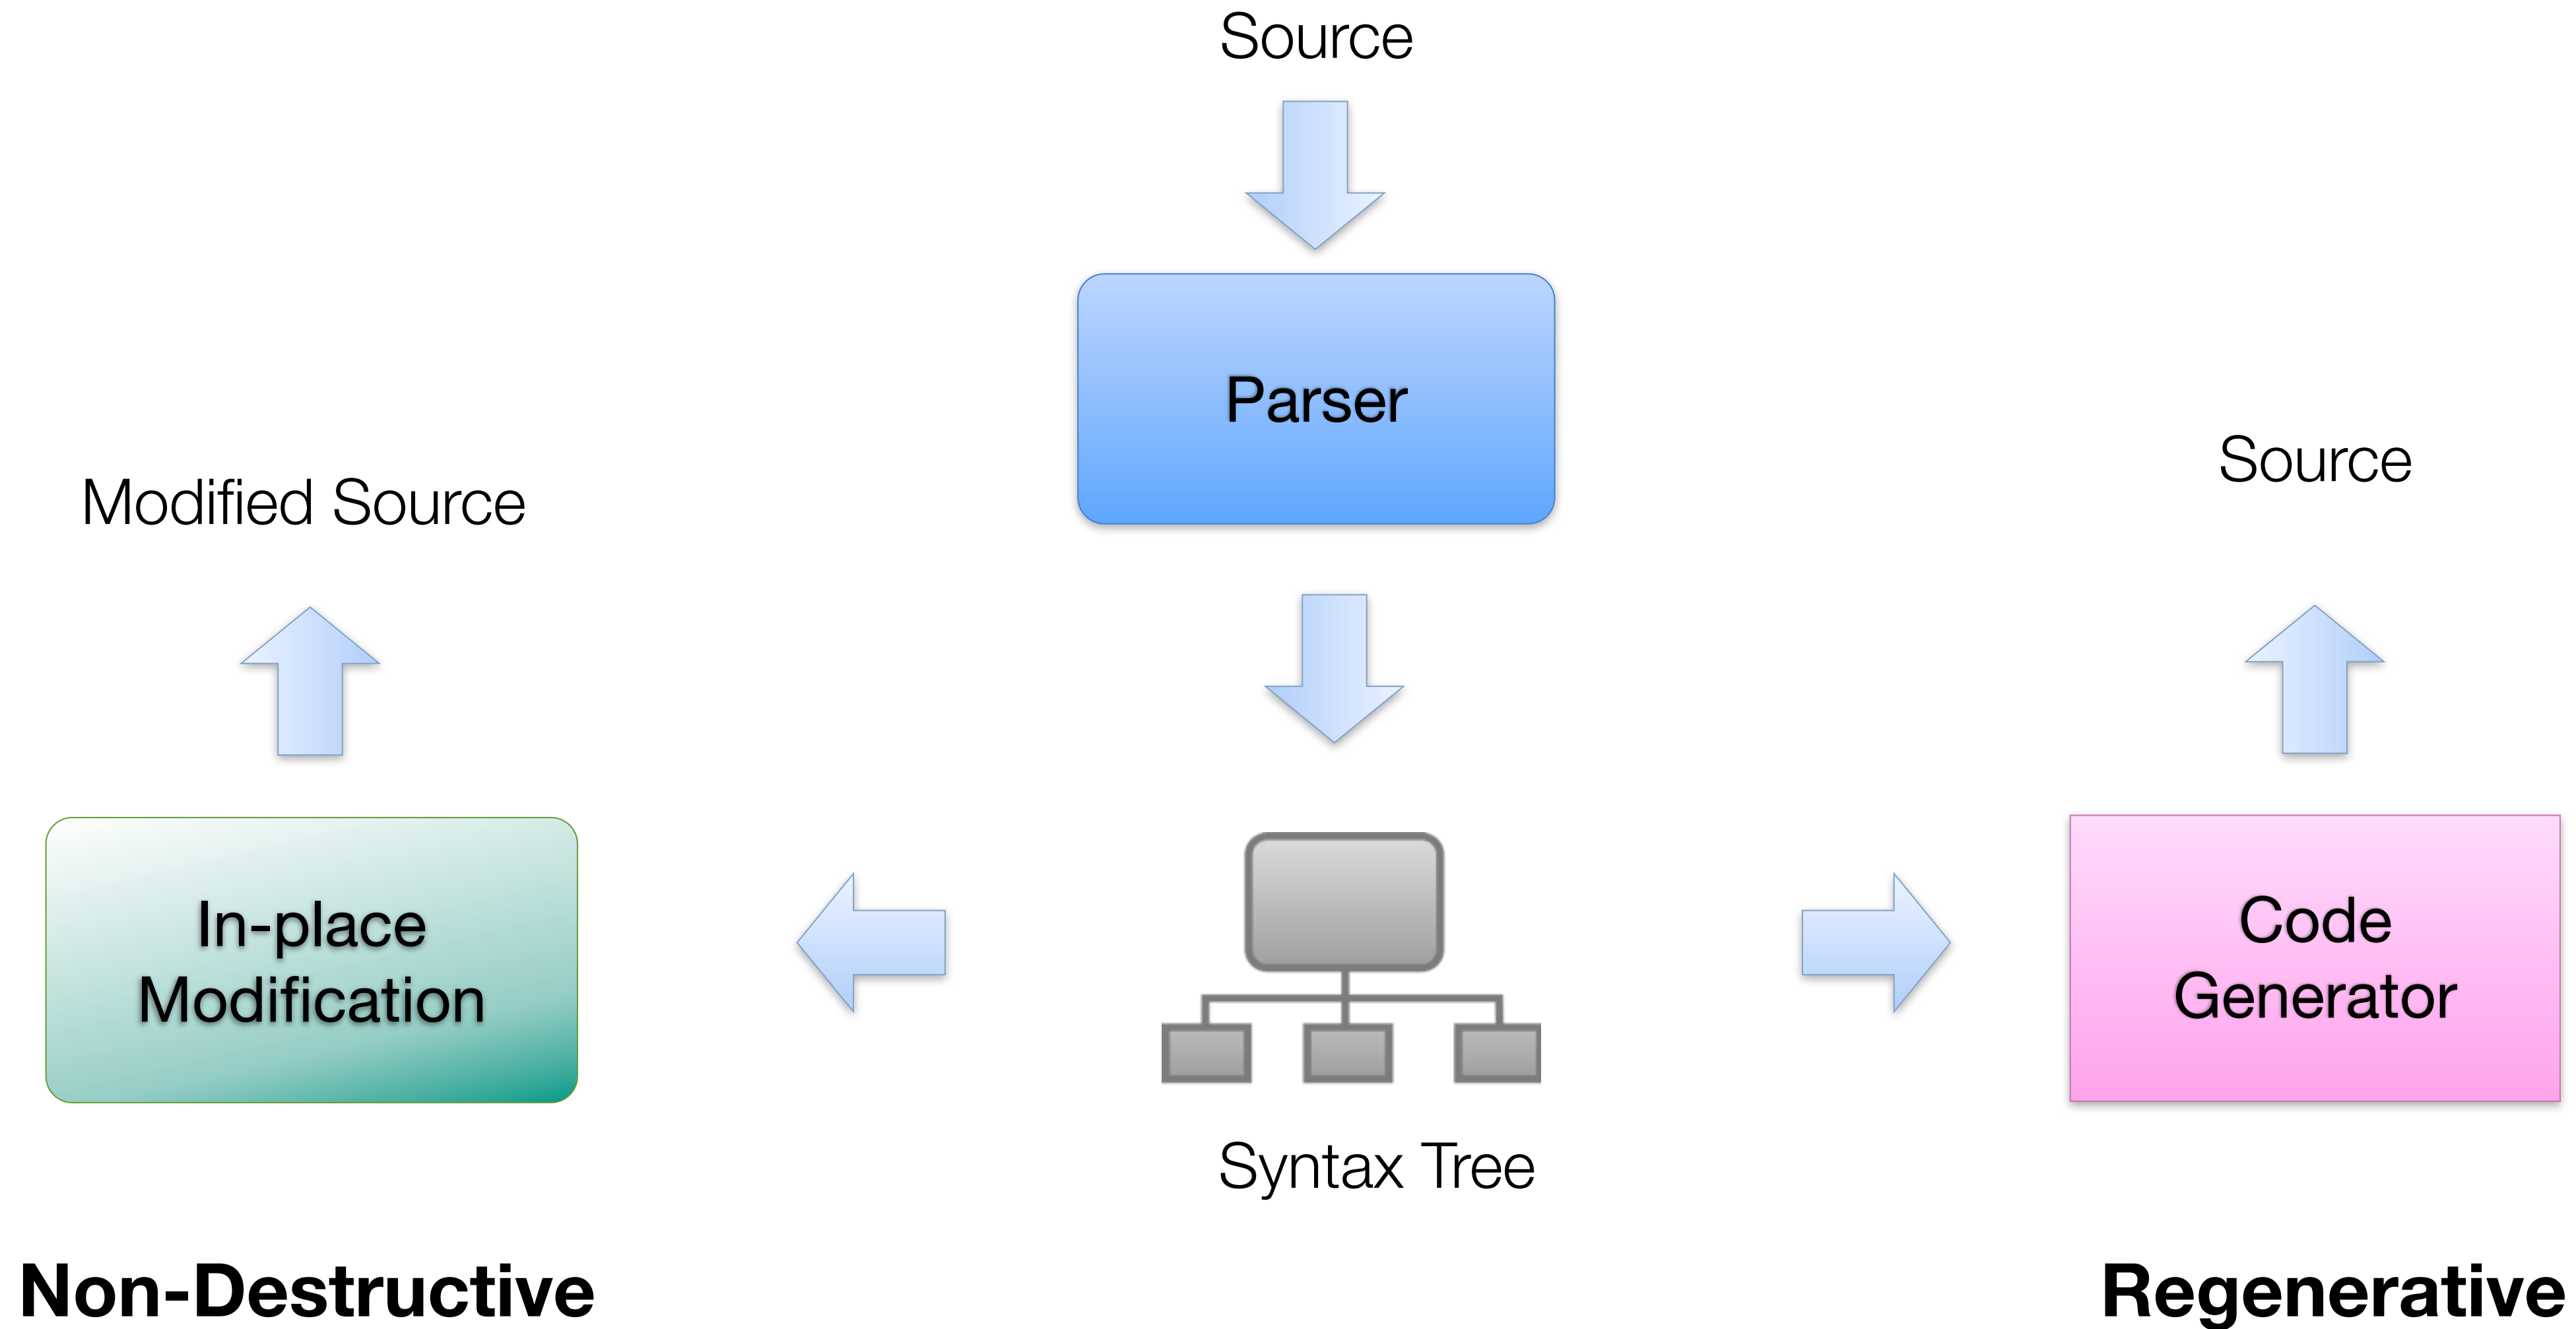 Source
Parser
Modified Source
Source
In-place
Modification
Code
Generator
Syntax Tree
Non-Destructive
Regenerative